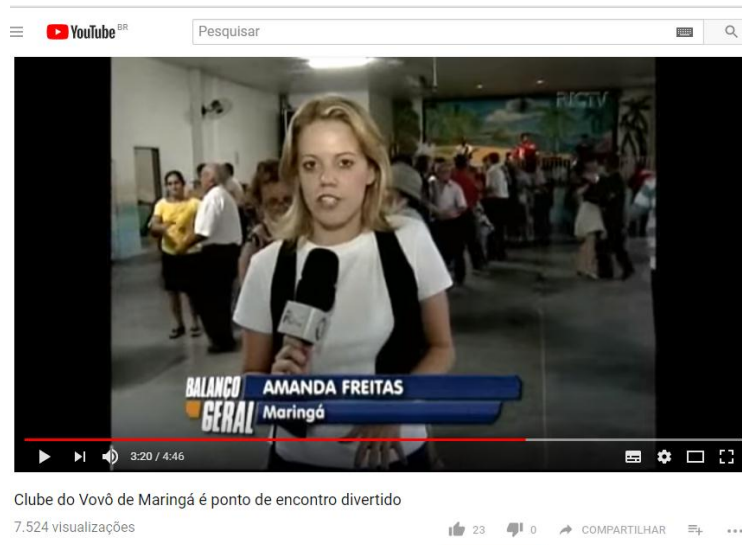 YouTube BR
Pesquisar
RICTV
BALANÇO
GERAL
AMANDA FREITAS
Maringá
3:20 / 4:46
Clube do Vovô de Maringá é ponto de encontro divertido
7.524 visualizações
23
0
COMPARTILHAR